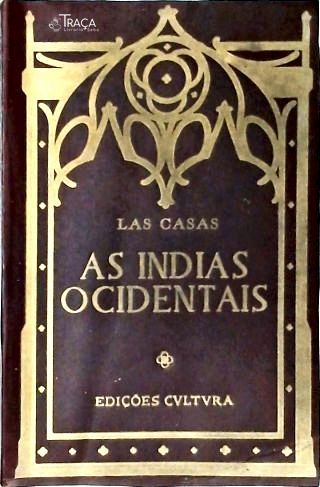 TRAÇA
Livraria e Sebo
LAS CASAS
AS INDIAS
OCIDENTAIS
EDIÇÕES CVLTVRA